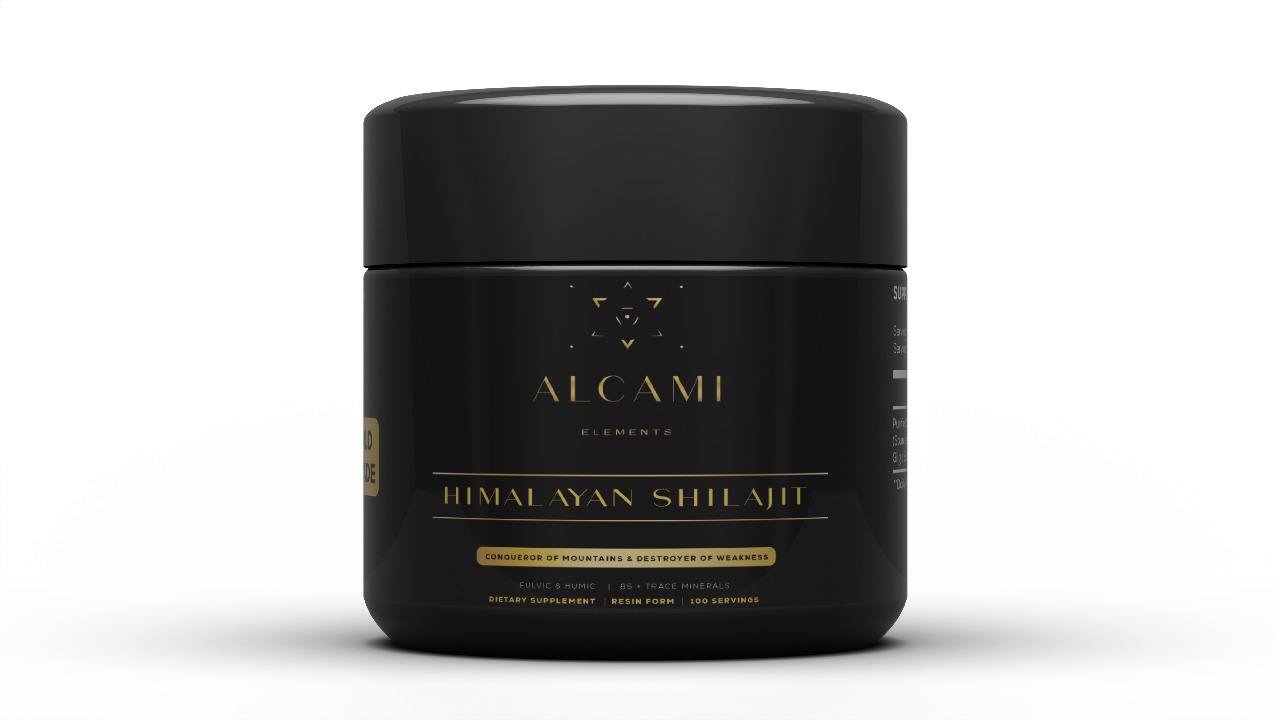 ALCAMI
ELEMENTS
HIMALAYAN SHILAJIT
CONQUEROR OF MOUNTAINS & DESTROYER OF WEAKNESS
FULVIC & HUMIC | 85 + TRACE MINERALS
DIETARY SUPPLEMENT | RESIN FORM | 100 SERVINGS